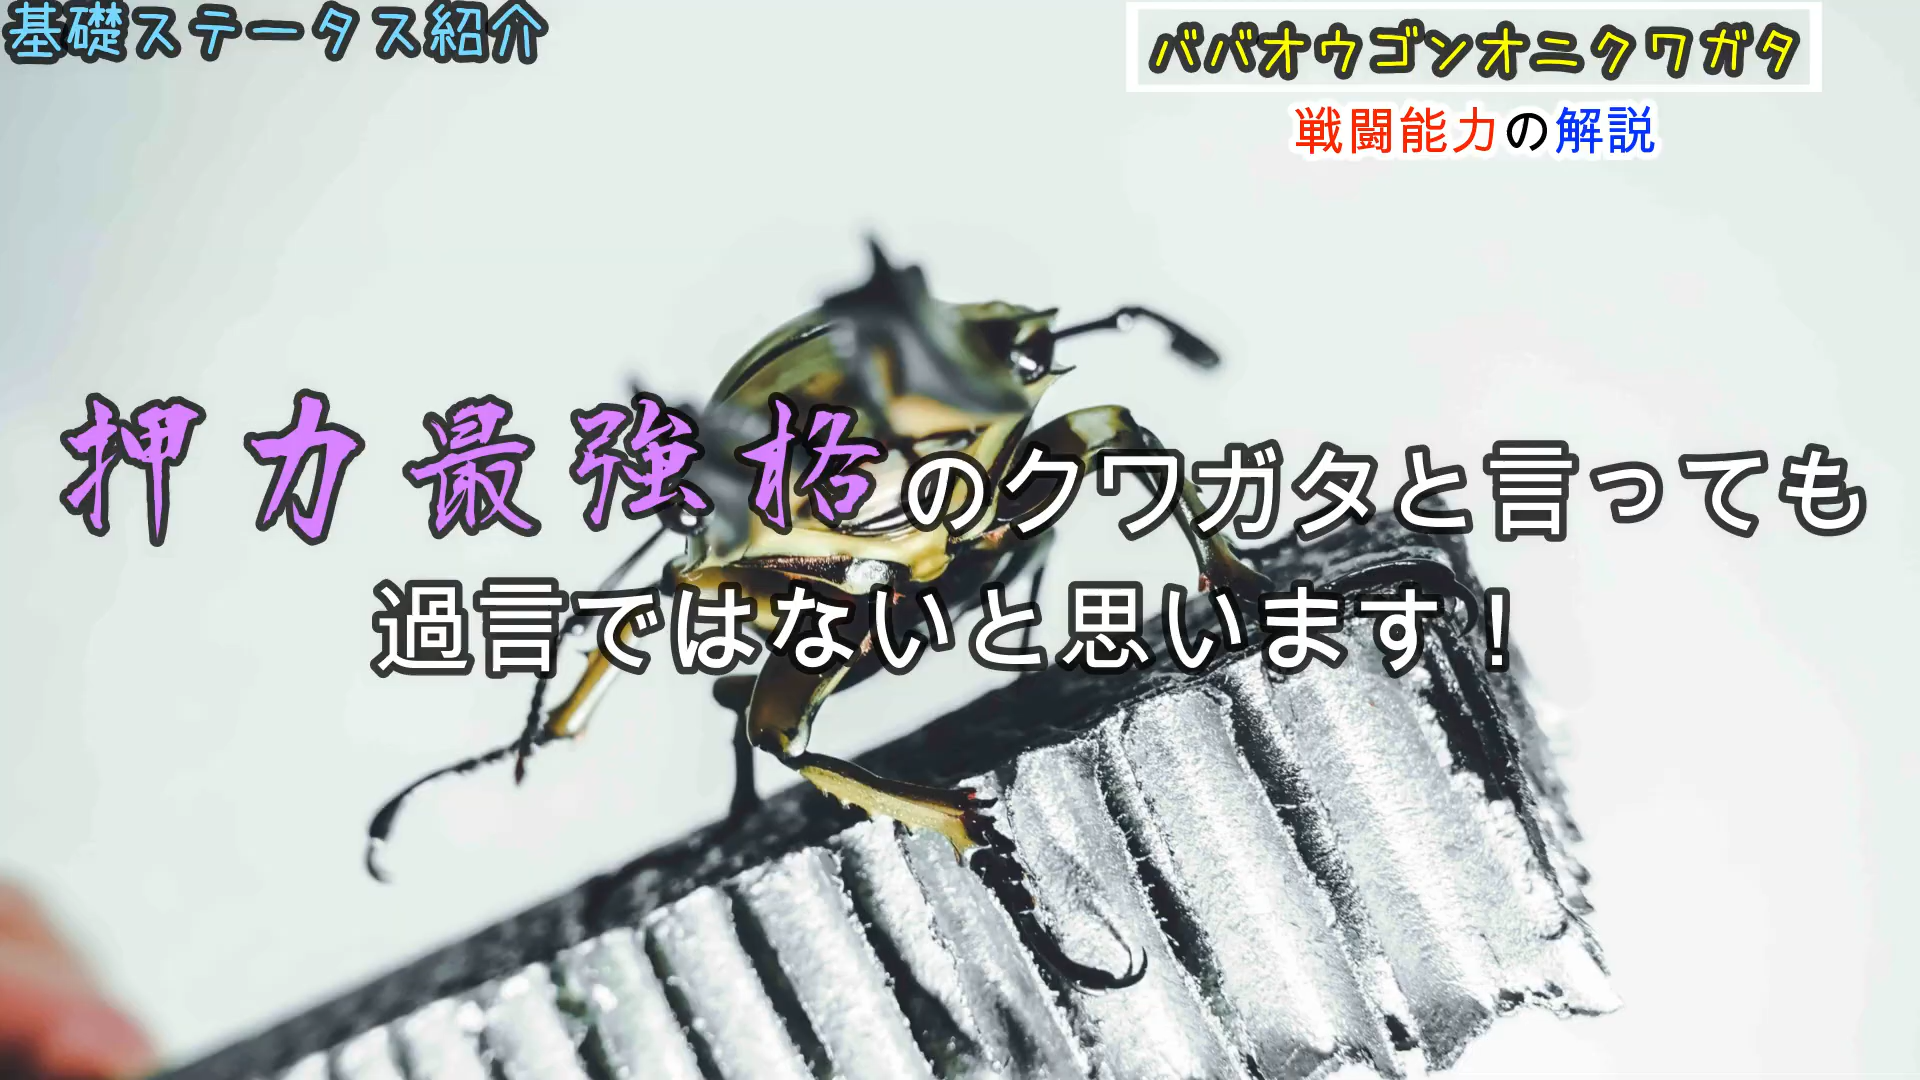 基礎ステータス紹介
ババオウゴンオニクワガタ
戦闘能力の解説
押力最強格のクワガタと言っても
過言ではないと思います！